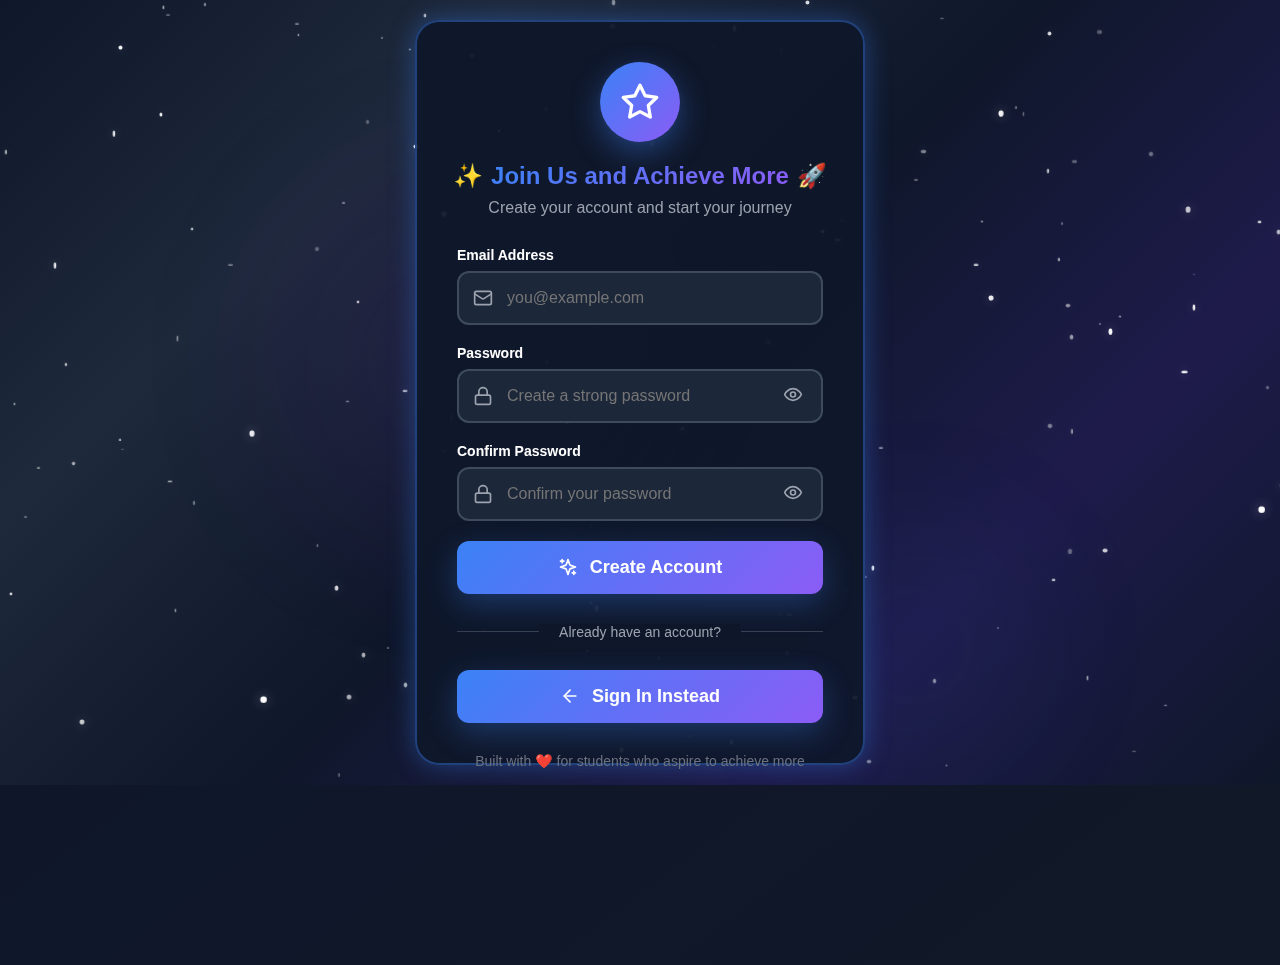 ✨ Join Us and Achieve More 🚀
Create your account and start your journey
Email Address
you@example.com
Password
Create a strong password
Confirm Password
Confirm your password
Create Account
Already have an account?
Sign In Instead
Built with ❤️ for students who aspire to achieve more